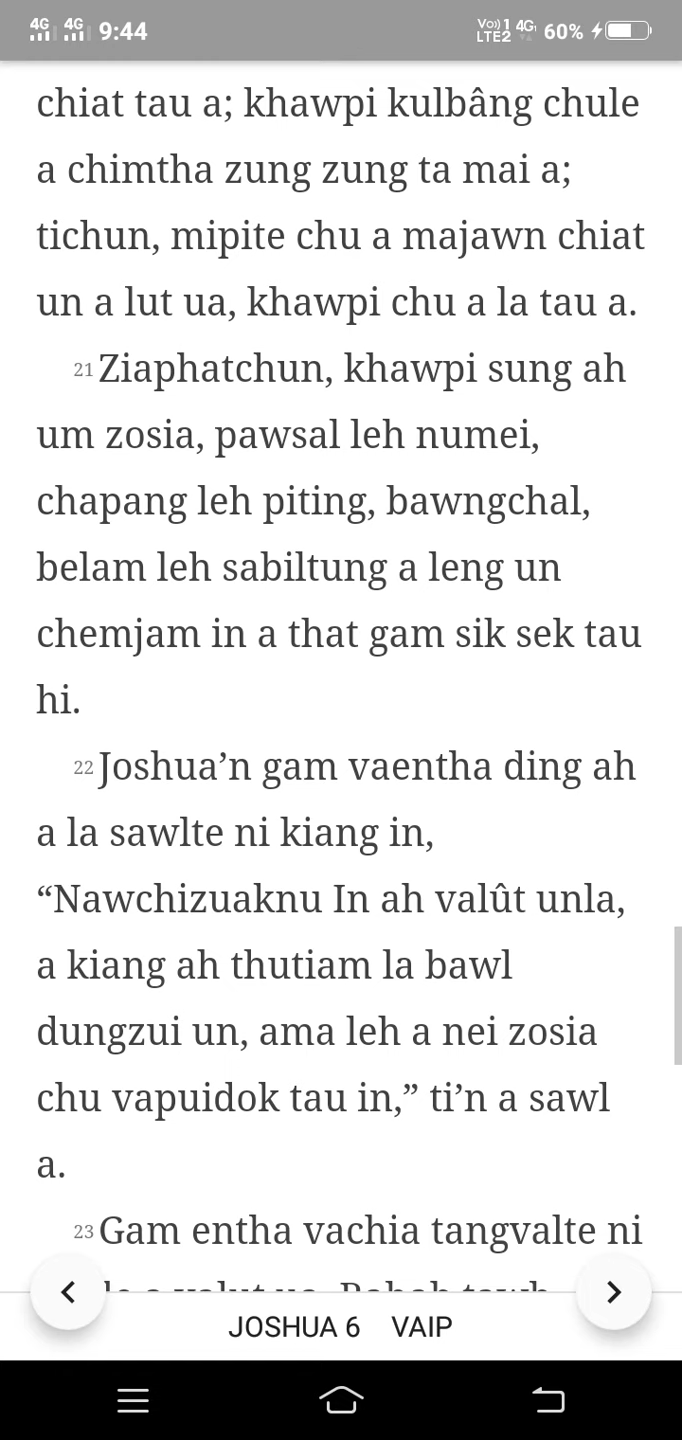 4G 4G 9:44 Vo)) 1 4G LTE2 60%
chiat tau a; khawpi kulbâng chule
a chimtha zung zung ta mai a;
tichun, mipite chu a majawn chiat
un a lut ua, khawpi chu a la tau a.
21 Ziaphatchun, khawpi sung ah
um zosia, pawsal leh numei,
chapang leh piting, bawngchal,
belam leh sabiltung a leng un
chemjam in a that gam sik sek tau
hi.
22 Joshua’n gam vaentha ding ah
a la sawlte ni kiang in,
“Nawchizuaknu In ah valût unla,
a kiang ah thutiam la bawl
dungzui un, ama leh a nei zosia
chu vapuidok tau in,” ti’n a sawl
a.
23 Gam entha vachia tangvalte ni
JOSHUA 6 VAIP